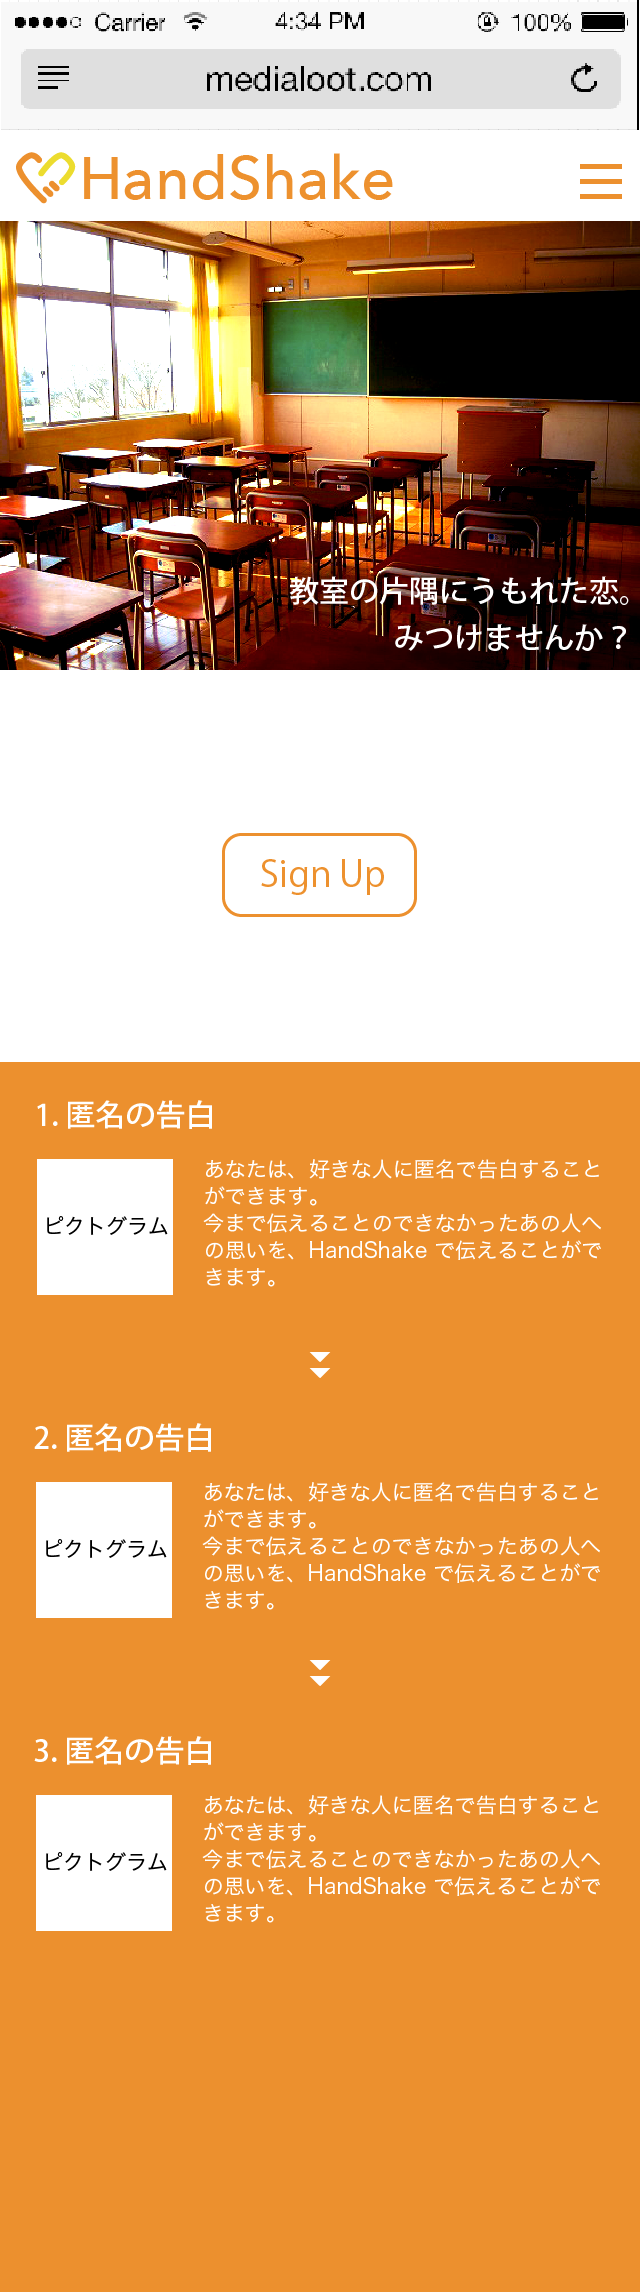 Carrier 4:34 PM 100%
medialoot.com
HandShake
教室の片隅にうもれた恋。
みつけませんか？
Sign Up
1. 匿名の告白
ピクトグラム
あなたは、好きな人に匿名で告白すること
ができます。
今まで伝えることのできなかったあの人へ
の思いを、HandShake で伝えることがで
きます。
2. 匿名の告白
ピクトグラム
あなたは、好きな人に匿名で告白すること
ができます。
今まで伝えることのできなかったあの人へ
の思いを、HandShake で伝えることがで
きます。
3. 匿名の告白
ピクトグラム
あなたは、好きな人に匿名で告白すること
ができます。
今まで伝えることのできなかったあの人へ
の思いを、HandShake で伝えることがで
きます。